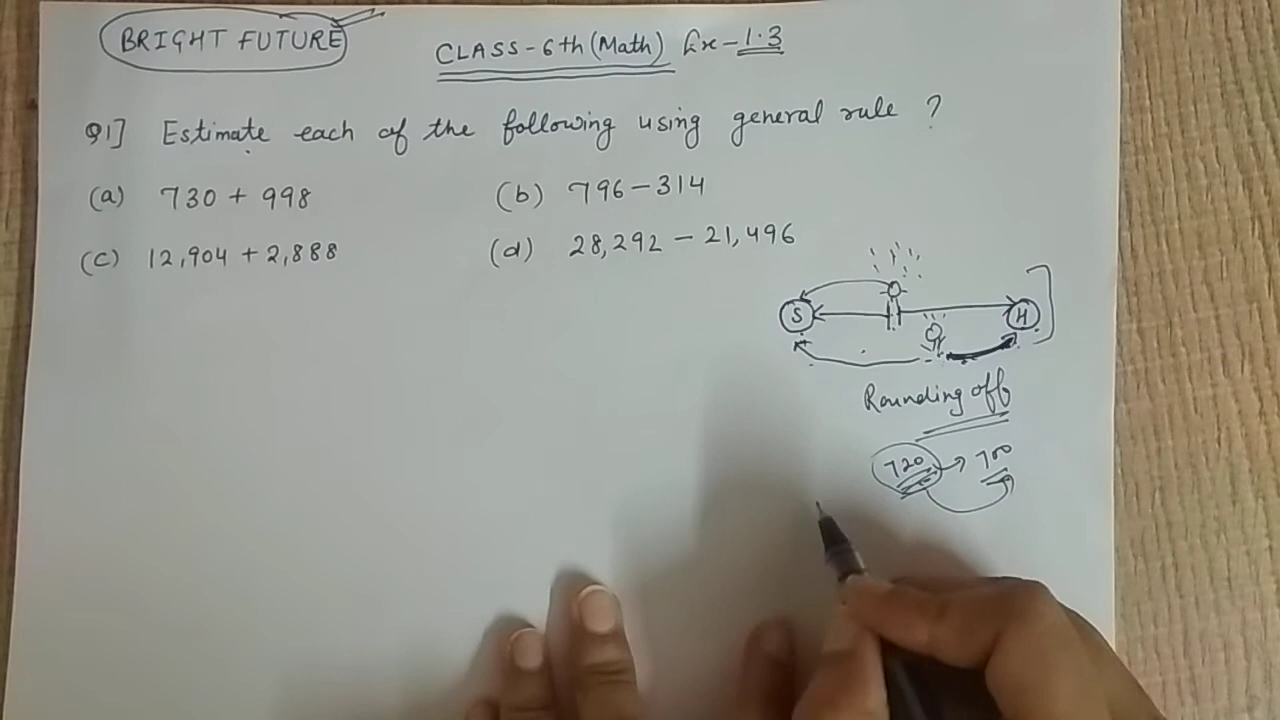 BRIGHT FUTURE
CLASS-6th (Math) Ex-1.3
Q1] Estimate each of the following using general rule ?
(a) 730 + 998
(b) 796 - 314
(c) 12,904 + 2,888
(d) 28,292 - 21,496
S H
Rounding off
720 → 700